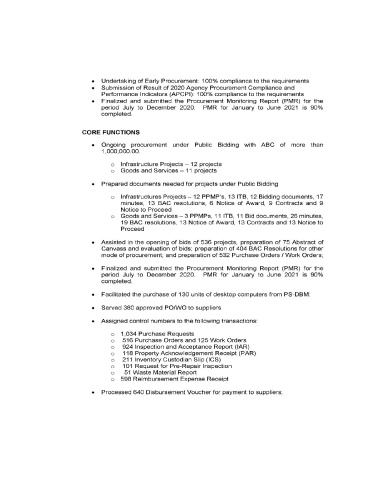 • Undertaking of Early Procurement: 100% compliance to the requirements
• Submission of Result of 2020 Agency Procurement Compliance and
Performance Indicators (APCPI): 100% compliance to the requirements
• Finalized and submitted the Procurement Monitoring Report (PMR) for the
period July to December 2020. PMR for January to June 2021 is 90%
completed.
CORE FUNCTIONS
• Ongoing procurement under Public Bidding with ABC of more than
1,000,000.00.
o Infrastructure Projects – 12 projects
o Goods and Services – 11 projects
• Prepared documents needed for projects under Public Bidding
o Infrastructures Projects – 12 PPMP's, 13 ITB, 12 Bidding documents, 17
minutes, 13 BAC resolutions, 6 Notice of Award, 9 Contracts and 9
Notice to Proceed
o Goods and Services – 3 PPMPs, 11 ITB, 11 Bid documents, 26 minutes,
19 BAC resolutions, 13 Notice of Award, 13 Contracts and 13 Notice to
Proceed
• Assisted in the opening of bids of 536 projects, preparation of 75 Abstract of
Canvass and evaluation of bids; preparation of 404 BAC Resolutions for other
mode of procurement; and preparation of 532 Purchase Orders / Work Orders;
• Finalized and submitted the Procurement Monitoring Report (PMR) for the
period July to December 2020. PMR for January to June 2021 is 90%
completed.
• Facilitated the purchase of 130 units of desktop computers from PS-DBM.
• Served 380 approved PO/WO to suppliers
• Assigned control numbers to the following transactions:
o 1,034 Purchase Requests
o 516 Purchase Orders and 125 Work Orders
o 924 Inspection and Acceptance Report (IAR)
o 118 Property Acknowledgement Receipt (PAR)
o 211 Inventory Custodian Slip (ICS)
o 101 Request for Pre-Repair Inspection
o 51 Waste Material Report
o 598 Reimbursement Expense Receipt
• Processed 640 Disbursement Voucher for payment to suppliers;